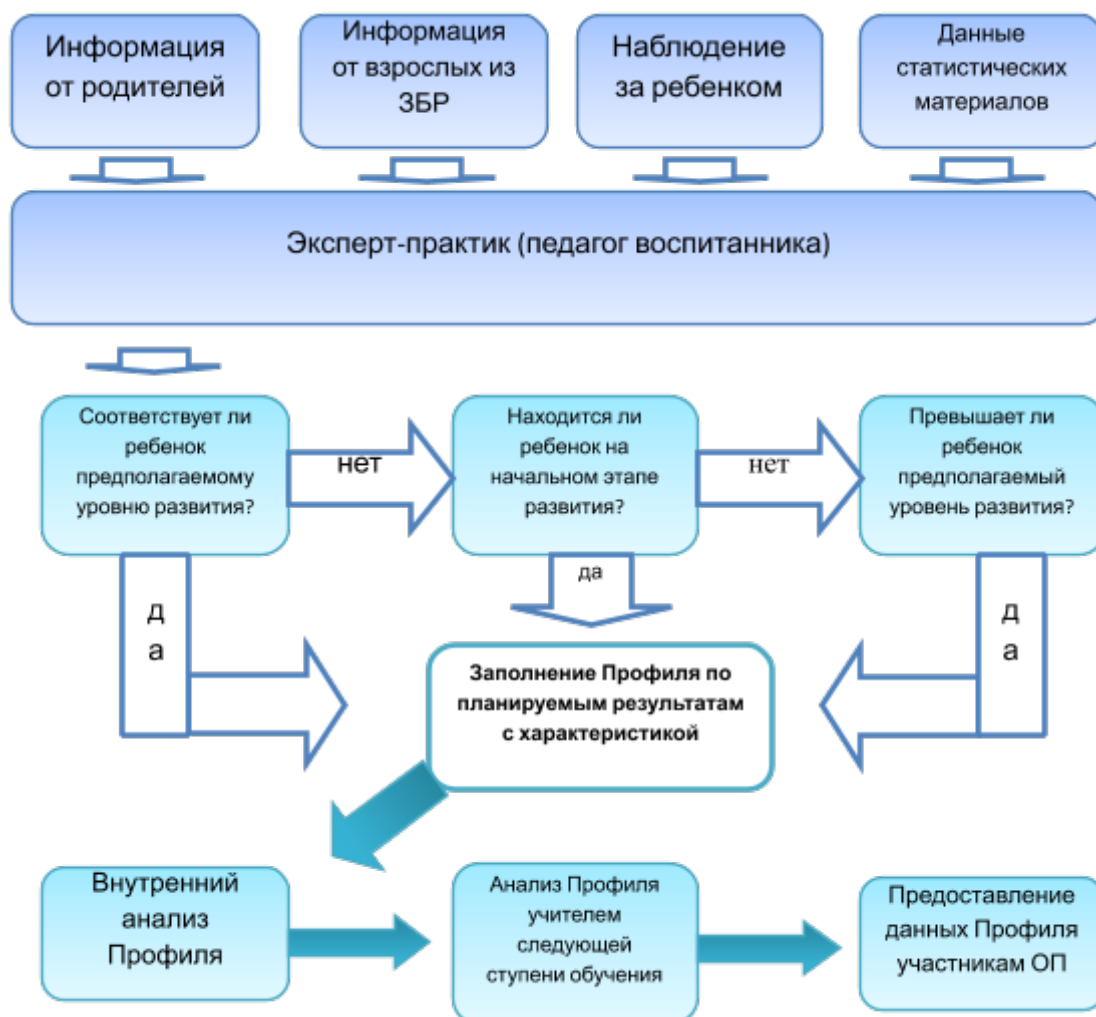 Информация
от родителей
Информация
от взрослых из
ЗБР
Наблюдение
за ребенком
Данные
статистических
материалов
Эксперт-практик (педагог воспитанника)
Соответствует ли
ребенок
предполагаемому
уровню развития?
нет
Находится ли
ребенок на
начальном этапе
развития?
нет
Превышает ли
ребенок
предполагаемый
уровень развития?
д
а
да
д
а
Заполнение Профиля по
планируемым результатам
с характеристикой
Внутренний
анализ
Профиля
Анализ Профиля
учителем
следующей
ступени обучения
Предоставление
данных Профиля
участникам ОП